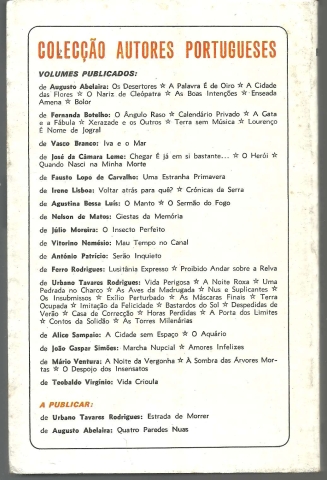 COLECÇÃO AUTORES PORTUGUESES
VOLUMES PUBLICADOS:
de Augusto Abelaira: Os Desertores ☆ A Palavra É de Oiro ☆ A Cidade
das Flores ☆ O Nariz de Cleópatra ☆ As Boas Intenções ☆ Enseada
Amena ☆ Bolor
de Fernanda Botelho: O Ângulo Raso ☆ Calendário Privado ☆ A Gata
e a Fábula ☆ Xerazade e os Outros ☆ Terra sem Música ☆ Lourenço
É Nome de Jogral
de Vasco Branco: Iva e o Mar
de José da Câmara Leme: Chegar É já em si bastante... ☆ O Herói ☆
Quando Nasci na Minha Morte
de Fausto Lopo de Carvalho: Uma Estranha Primavera
de Irene Lisboa: Voltar atrás para quê? ☆ Crónicas da Serra
de Agustina Bessa Luís: O Manto ☆ O Sermão do Fogo
de Nelson de Matos: Giestas da Memória
de Júlio Moreira: O Insecto Perfeito
de Vitorino Nemésio: Mau Tempo no Canal
de António Patrício: Serão Inquieto
de Ferro Rodrigues: Lusitânia Expresso ☆ Proibido Andar sobre a Relva
de Urbano Tavares Rodrigues: Vida Perigosa ☆ A Noite Roxa ☆ Uma
Pedrada no Charco ☆ As Aves da Madrugada ☆ Nus e Suplicantes ☆
Os Insubmissos ☆ Exílio Perturbado ☆ As Máscaras Finais ☆ Terra
Ocupada ☆ Imitação da Felicidade ☆ Bastardos do Sol ☆ Despedidas de
Verão ☆ Casa de Correcção ☆ Horas Perdidas ☆ A Porta dos Limites
☆ Contos da Solidão ☆ As Torres Milenárias
de Alice Sampaio: A Cidade sem Espaço ☆ O Aquário
de João Gaspar Simões: Marcha Nupcial ☆ Amores Infelizes
de Mário Ventura: A Noite da Vergonha ☆ À Sombra das Árvores Mor-
tas ☆ O Despojo dos Insensatos
de Teobaldo Virgínio: Vida Crioula
A PUBLICAR:
de Urbano Tavares Rodrigues: Estrada de Morrer
de Augusto Abelaira: Quatro Paredes Nuas